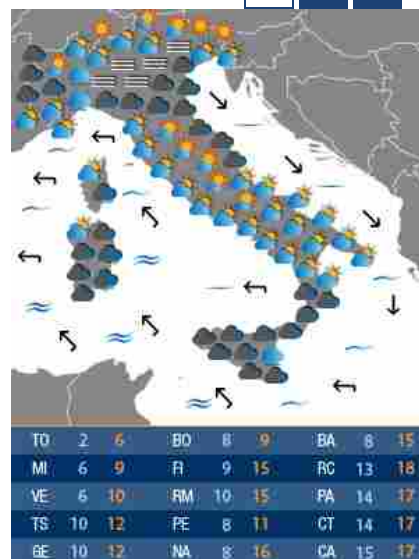 TO 2 6 BO 8 9 BA 8 15
MI 6 9 FI 9 15 RC 13 18
VE 6 10 RM 10 15 PA 14 17
TS 10 12 PE 8 11 CT 14 17
GE 10 12 NA 8 16 CA 15 17